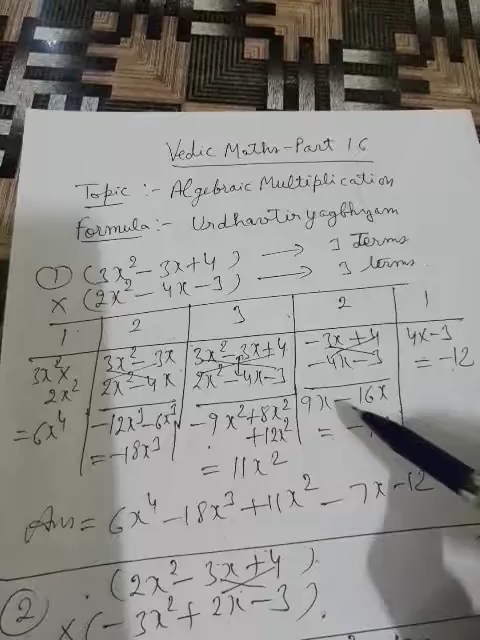 Vedic Maths-Part 16
Topic :- Algebraic Multiplication
Formula:- Urdhavtiryagbhyam
① (3x² - 3x + 4) → 3 Terms
x (2x² - 4x - 3) → 3 terms.
1 2 3 2 1
3x² x 3x² - 3x 3x² - 3x + 4 - 3x + 4 4x - 3
2x² 2x² - 4x 2x² - 4x - 3 - 4x - 3 = -12
= 6x⁴ -12x³ - 6x³ - 9x² + 8x² 9x - 16x
= -18x³ + 12x² = -
= 11x²
Ans = 6x⁴ - 18x³ + 11x² - 7x - 12
② (2x² - 3x + 4)
x (-3x² + 2x - 3).